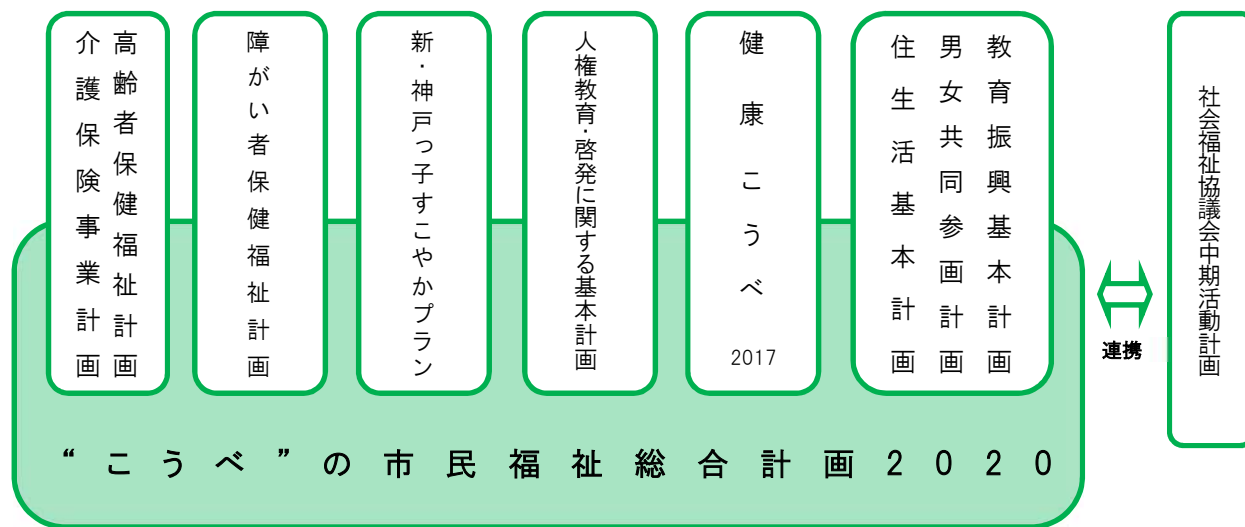 高齢者保健福祉計画
介護保険事業計画
障がい者保健福祉計画
新・神戸っ子すこやかプラン
人権教育・啓発に関する基本計画
健康こうべ 2017
教育振興基本計画
男女共同参画計画
住生活基本計画
連携
社会福祉協議会中期活動計画
“こうべ”の市民福祉総合計画2020